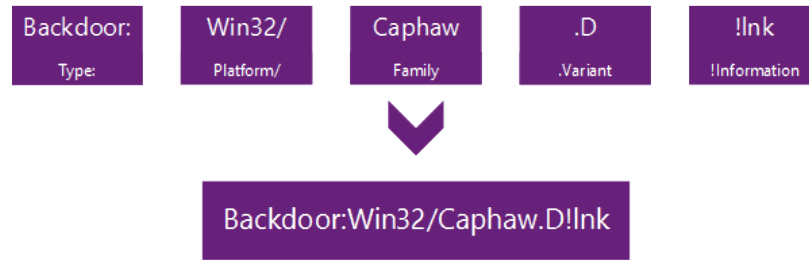 Backdoor: Win32/ Caphaw .D !lnk
Type: Platform/ Family .Variant !Information
Backdoor:Win32/Caphaw.D!lnk